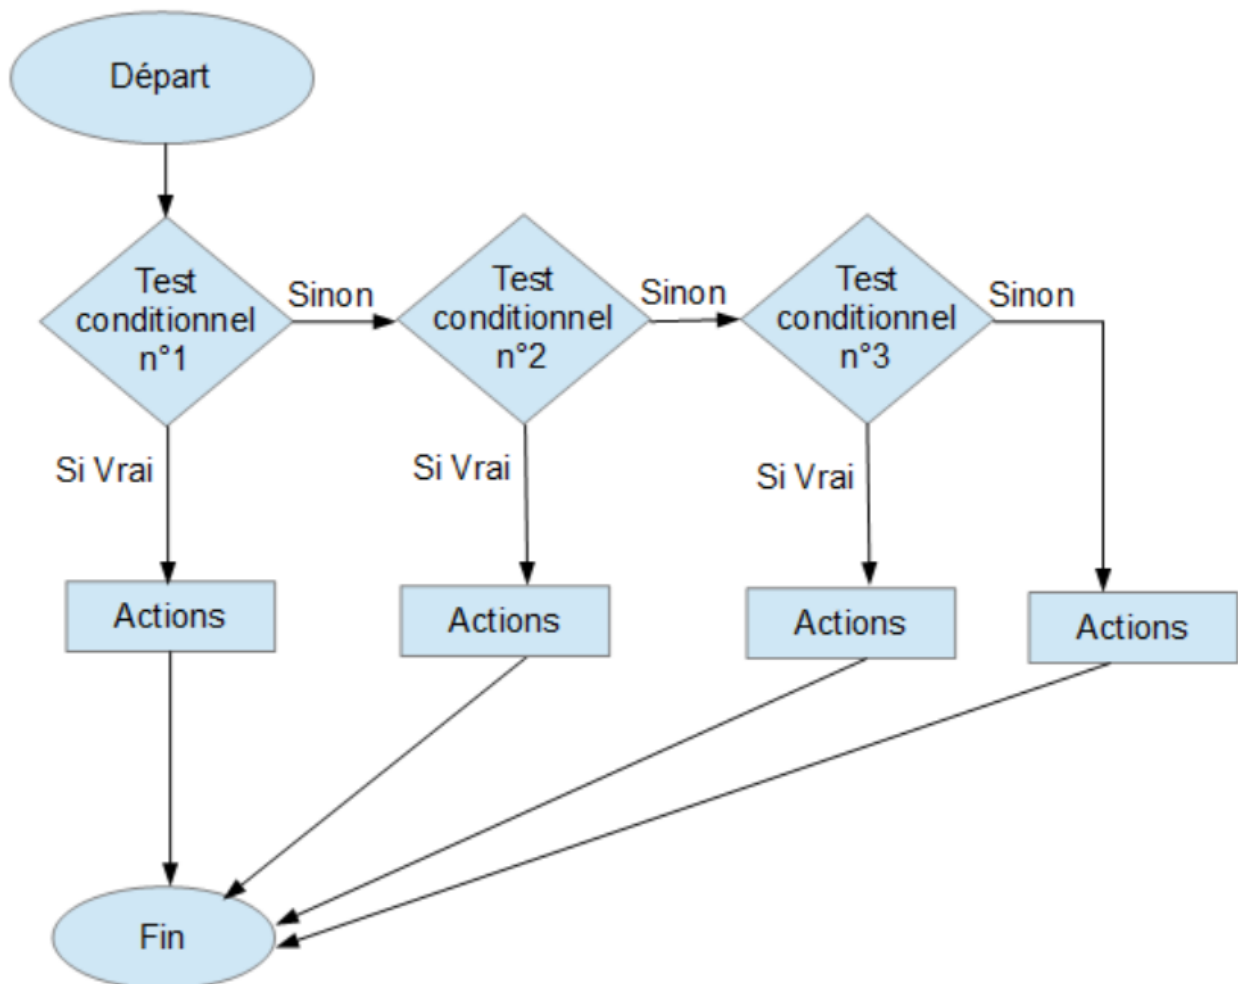 Départ
Test
conditionnel
n°1
Sinon
Test
conditionnel
n°2
Sinon
Test
conditionnel
n°3
Sinon
Si Vrai
Si Vrai
Si Vrai
Actions
Actions
Actions
Actions
Fin